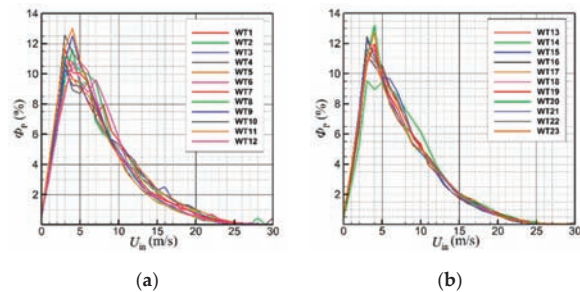 14
12
10
8
6
4
2
Φp (%)
0 5 10 15 20 25 30
Uin (m/s)
WT1
WT2
WT3
WT4
WT5
WT6
WT7
WT8
WT9
WT10
WT11
WT12
(a)
14
12
10
8
6
4
2
Φp (%)
0 5 10 15 20 25 30
Uin (m/s)
WT13
WT14
WT15
WT16
WT17
WT18
WT19
WT20
WT21
WT22
WT23
(b)